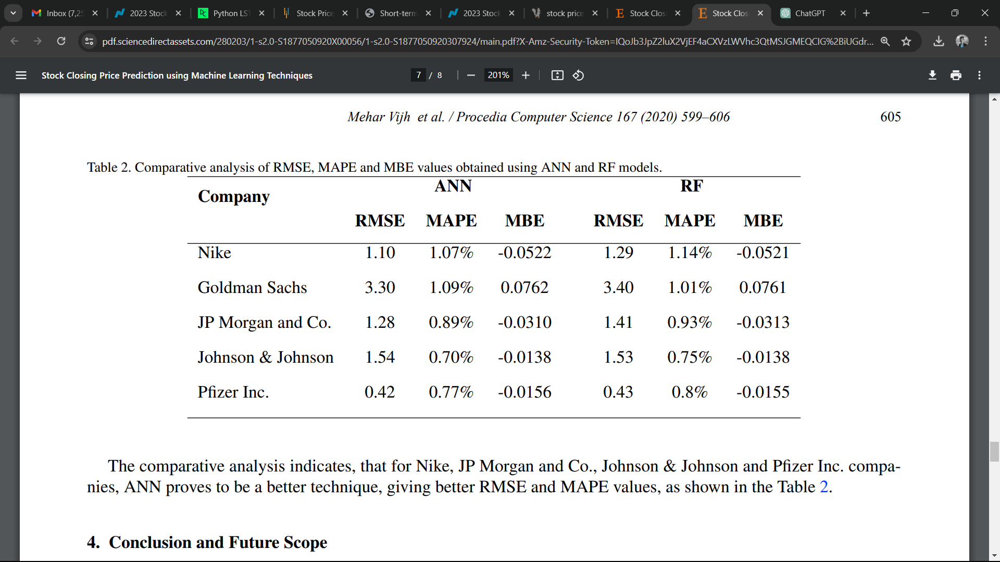 Inbox (7,25
2023 Stock
Python LST
Stock Price
Short-term
2023 Stock
stock price
Stock Clos
Stock Clos
ChatGPT
pdf.sciencedirectassets.com/280203/1-s2.0-S1877050920X00056/1-s2.0-S1877050920307924/main.pdf?X-Amz-Security-Token=IQoJb3JpZ2luX2VjEF4aCXVzLWVhc3QtMSJGMEQCIG%2BiUGdr...
Stock Closing Price Prediction using Machine Learning Techniques
7 / 8
201%
Mehar Vijh et al. / Procedia Computer Science 167 (2020) 599–606 605
Table 2. Comparative analysis of RMSE, MAPE and MBE values obtained using ANN and RF models.
Company ANN RF
RMSE MAPE MBE RMSE MAPE MBE
Nike 1.10 1.07% -0.0522 1.29 1.14% -0.0521
Goldman Sachs 3.30 1.09% 0.0762 3.40 1.01% 0.0761
JP Morgan and Co. 1.28 0.89% -0.0310 1.41 0.93% -0.0313
Johnson & Johnson 1.54 0.70% -0.0138 1.53 0.75% -0.0138
Pfizer Inc. 0.42 0.77% -0.0156 0.43 0.8% -0.0155
The comparative analysis indicates, that for Nike, JP Morgan and Co., Johnson & Johnson and Pfizer Inc. compa-
nies, ANN proves to be a better technique, giving better RMSE and MAPE values, as shown in the Table 2.
4. Conclusion and Future Scope